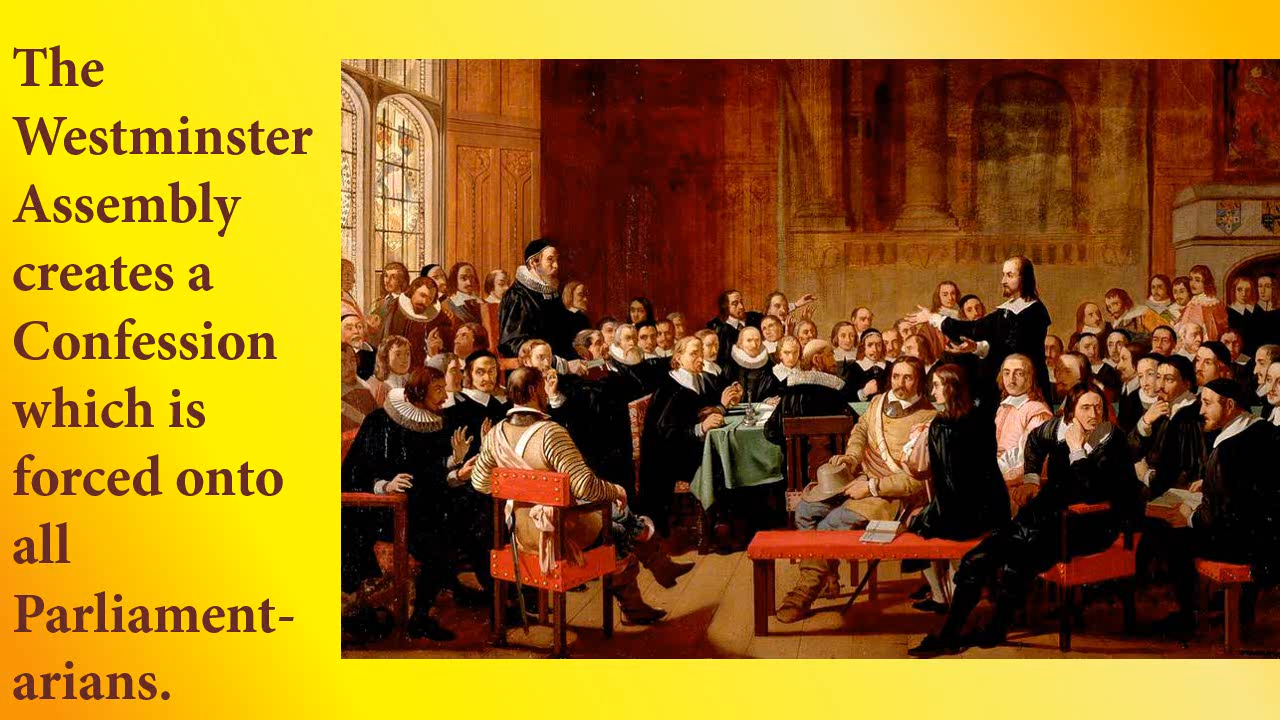 The
Westminster
Assembly
creates a
Confession
which is
forced onto
all
Parliament-
arians.